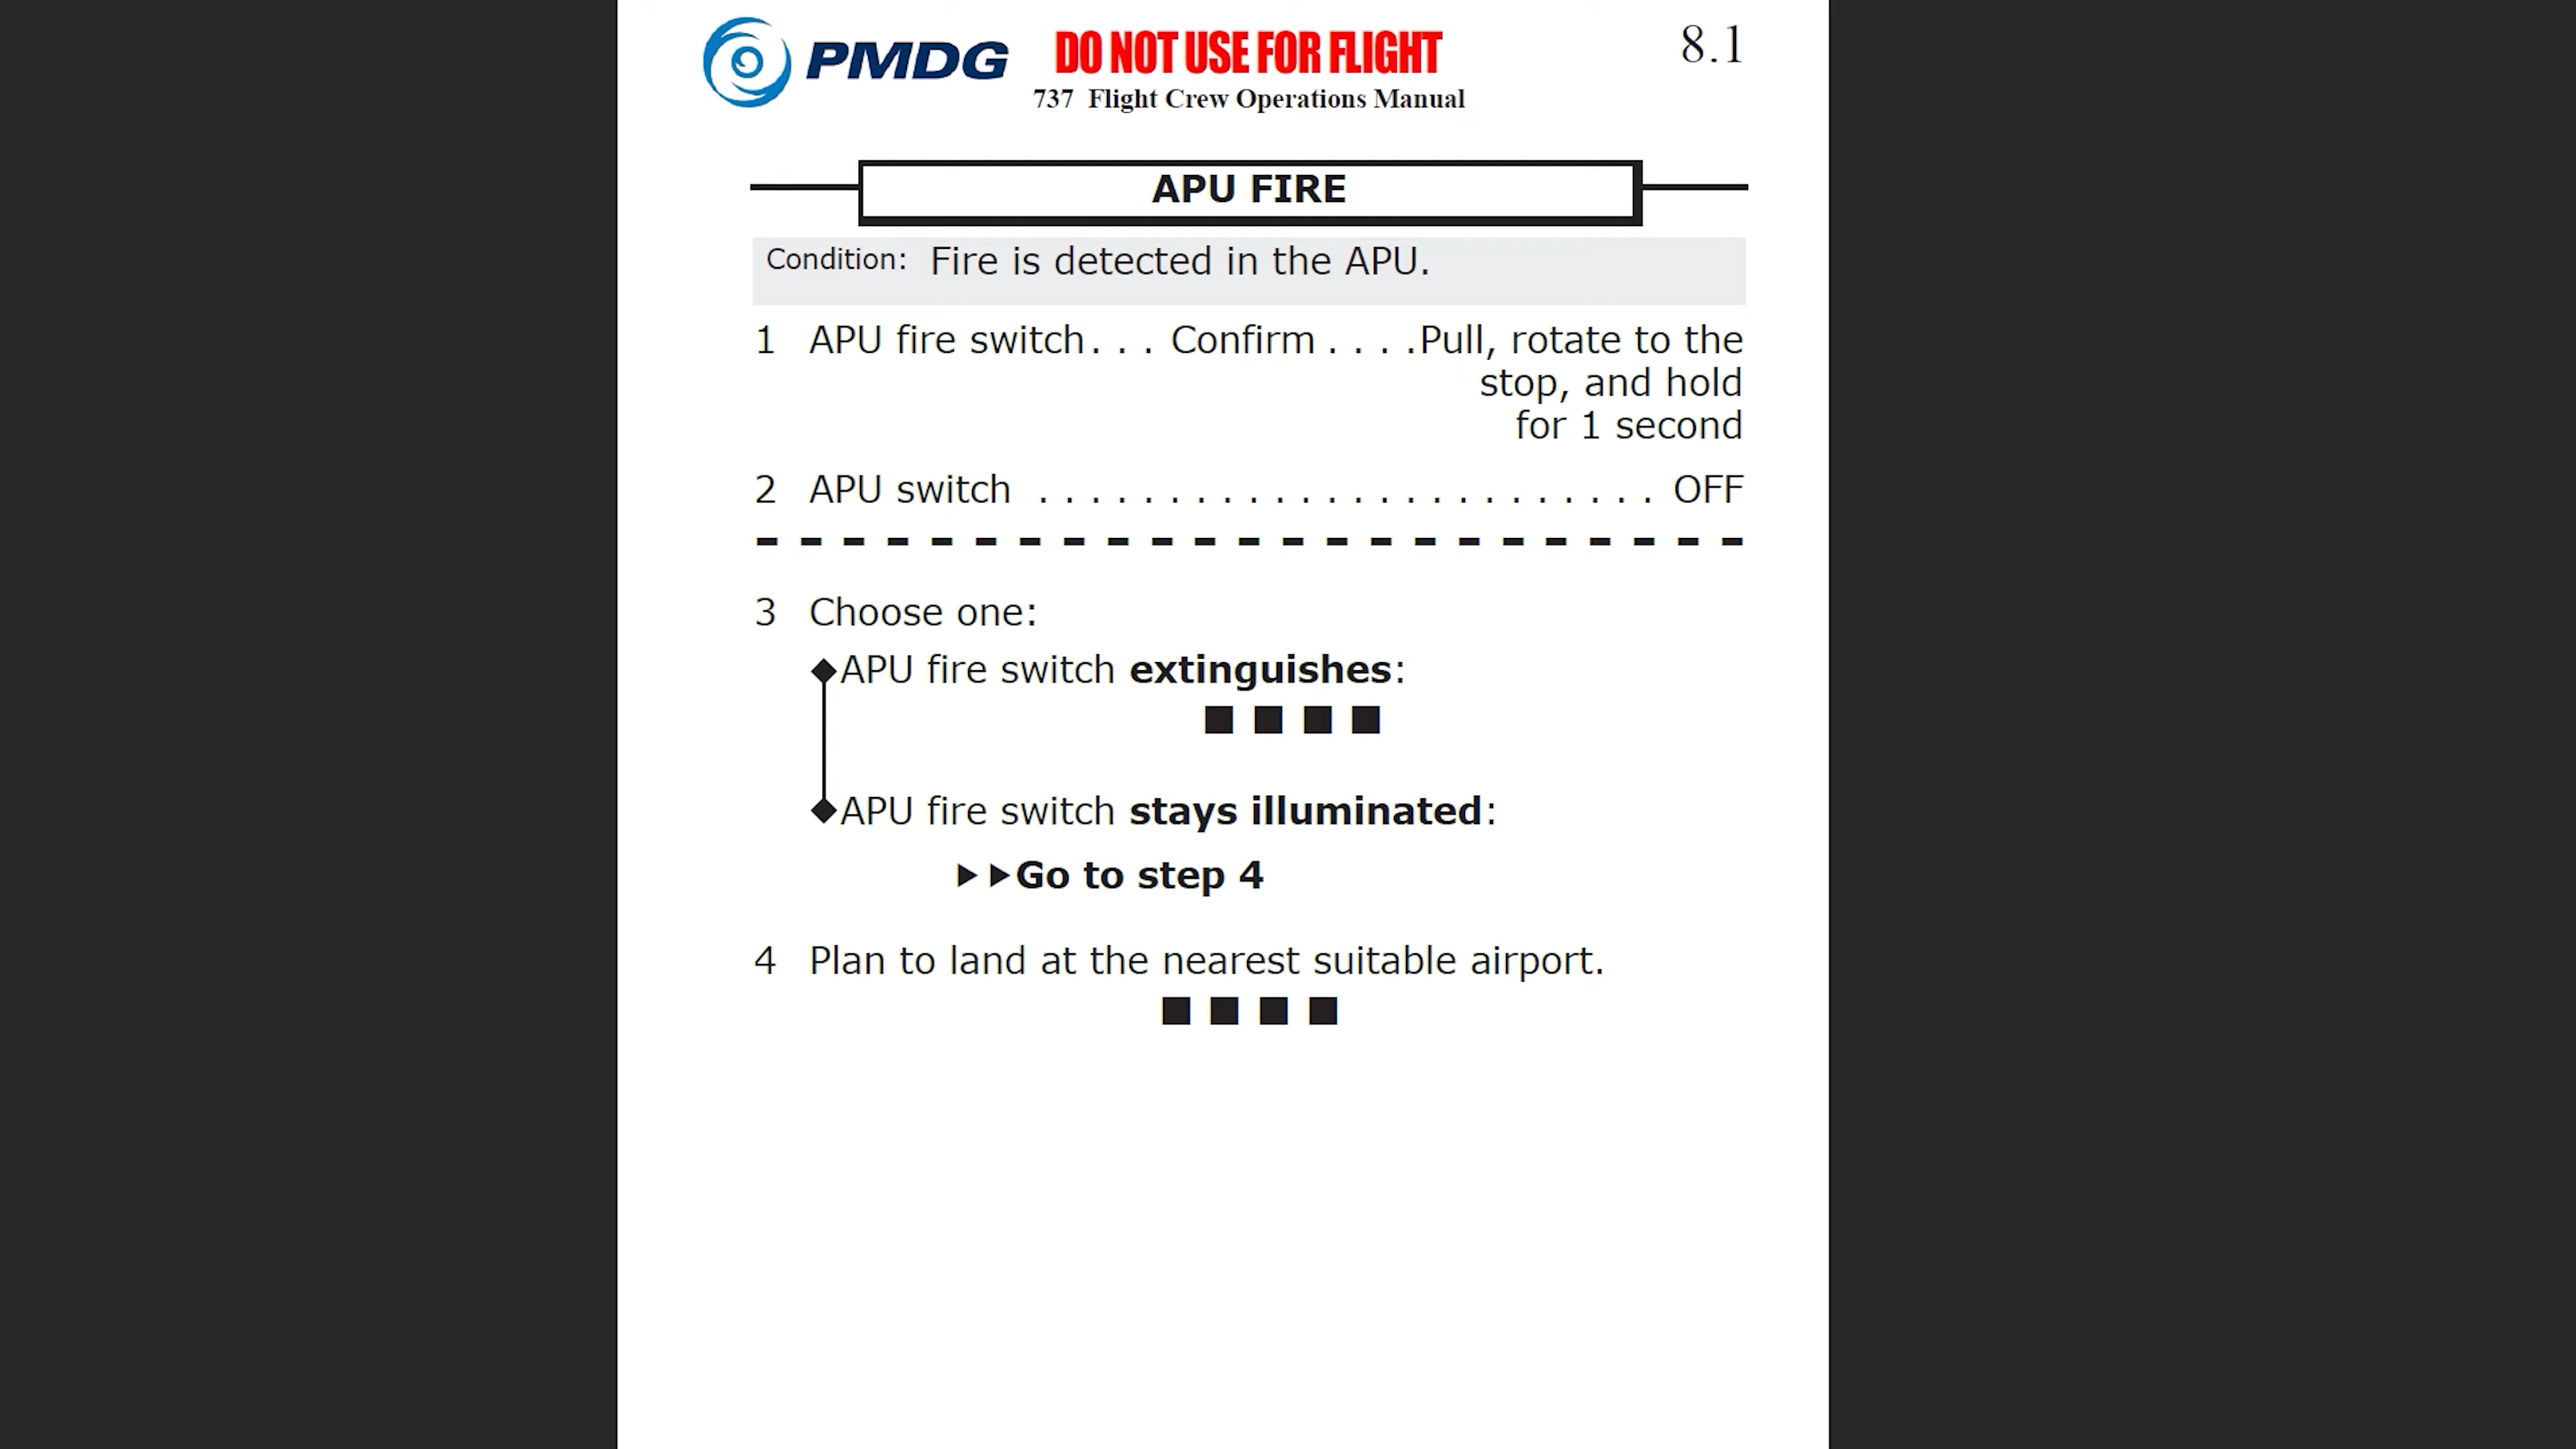 PMDG
DO NOT USE FOR FLIGHT
8.1
737 Flight Crew Operations Manual
APU FIRE
Condition: Fire is detected in the APU.
1 APU fire switch. . . Confirm . . . .Pull, rotate to the
stop, and hold
for 1 second
2 APU switch . . . . . . . . . . . . . . . . . . . . . . . . OFF
3 Choose one:
APU fire switch extinguishes:
APU fire switch stays illuminated:
Go to step 4
4 Plan to land at the nearest suitable airport.